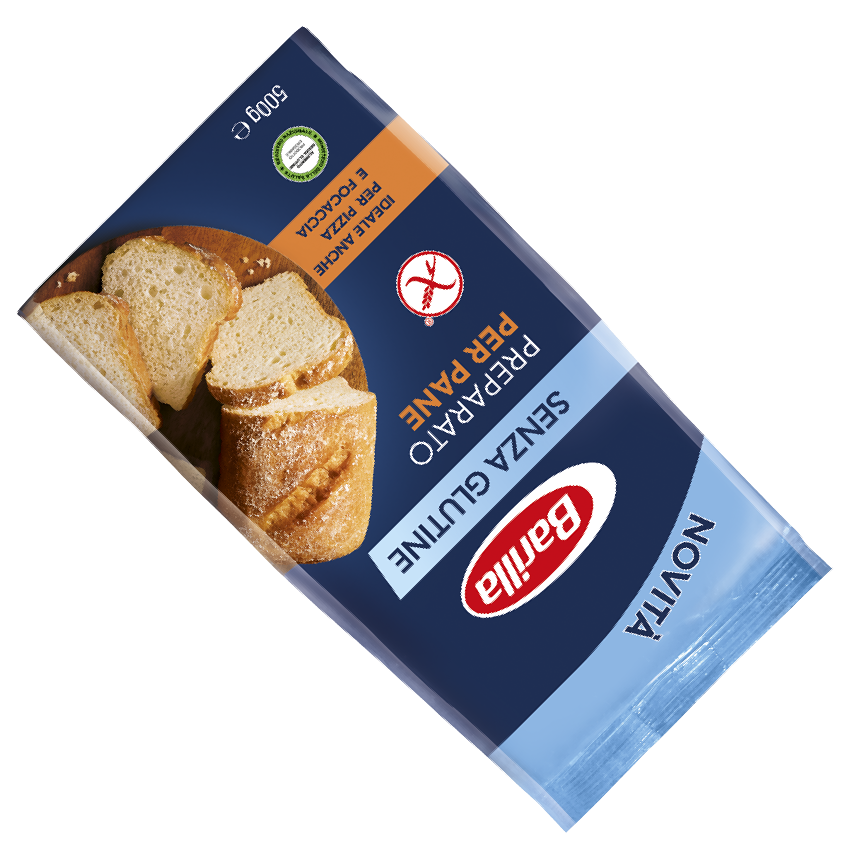 NOVITÀ
Barilla
SENZA GLUTINE
PREPARATO
PER PANE
IDEALE ANCHE
PER PIZZA
E FOCACCIA
500g e